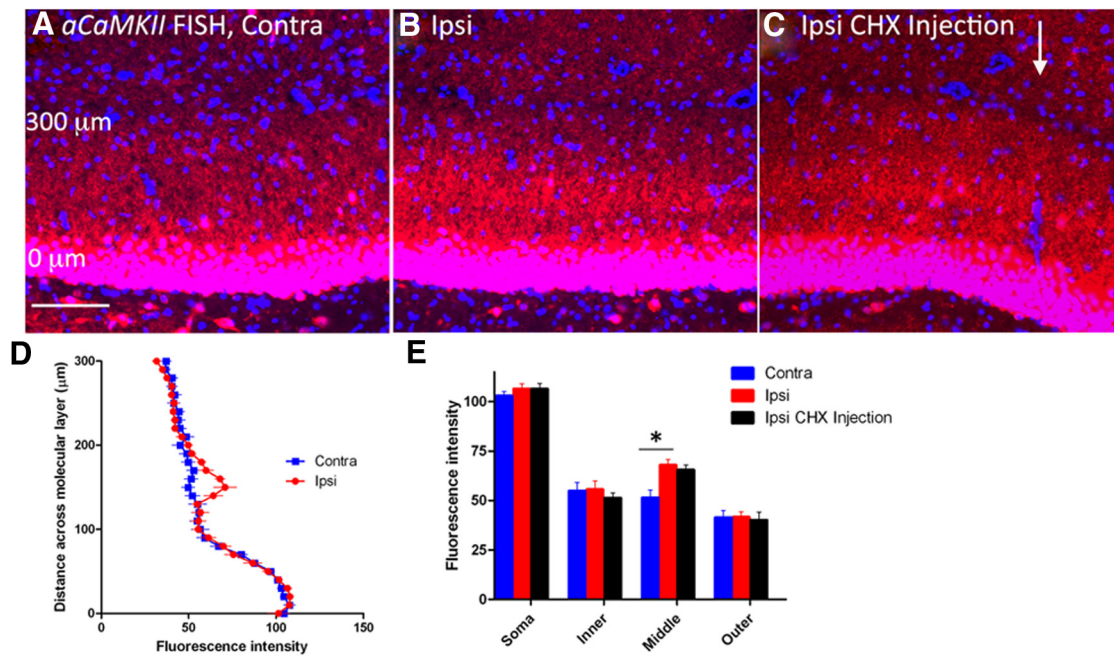 A aCaMKII FISH, Contra
B Ipsi
C Ipsi CHX Injection
300 µm
0 µm
D
Distance across molecular layer (µm)
300
200
100
0
0 50 100 150
Fluorescence intensity
Contra
Ipsi
E
Fluorescence intensity
100
75
50
25
0
*
Contra
Ipsi
Ipsi CHX Injection
Soma
Inner
Middle
Outer